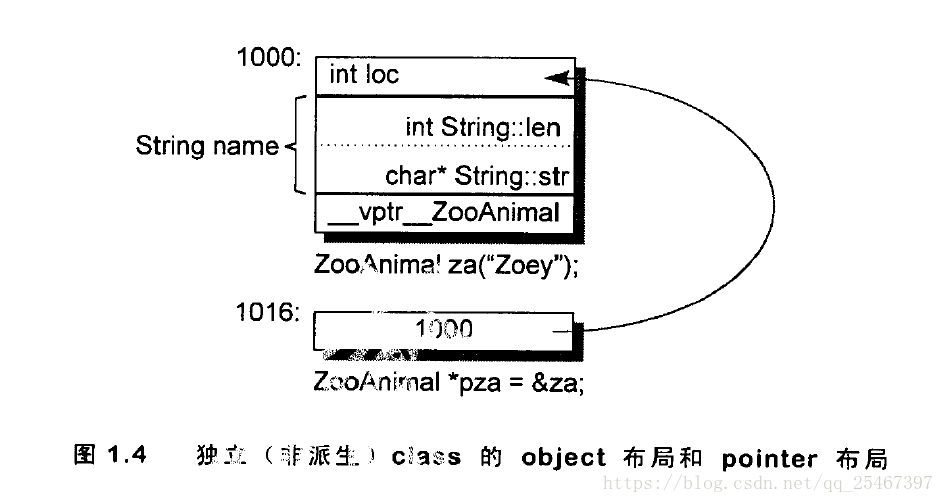 1000:
int loc
String name
int String::len
char* String::str
__vptr__ZooAnimal
ZooAnimal za(“Zoey”);
1016:
1000
ZooAnimal *pza = &za;
图 1.4 独立（非派生）class 的 object 布局和 pointer 布局
https://blog.csdn.net/qq_25467397